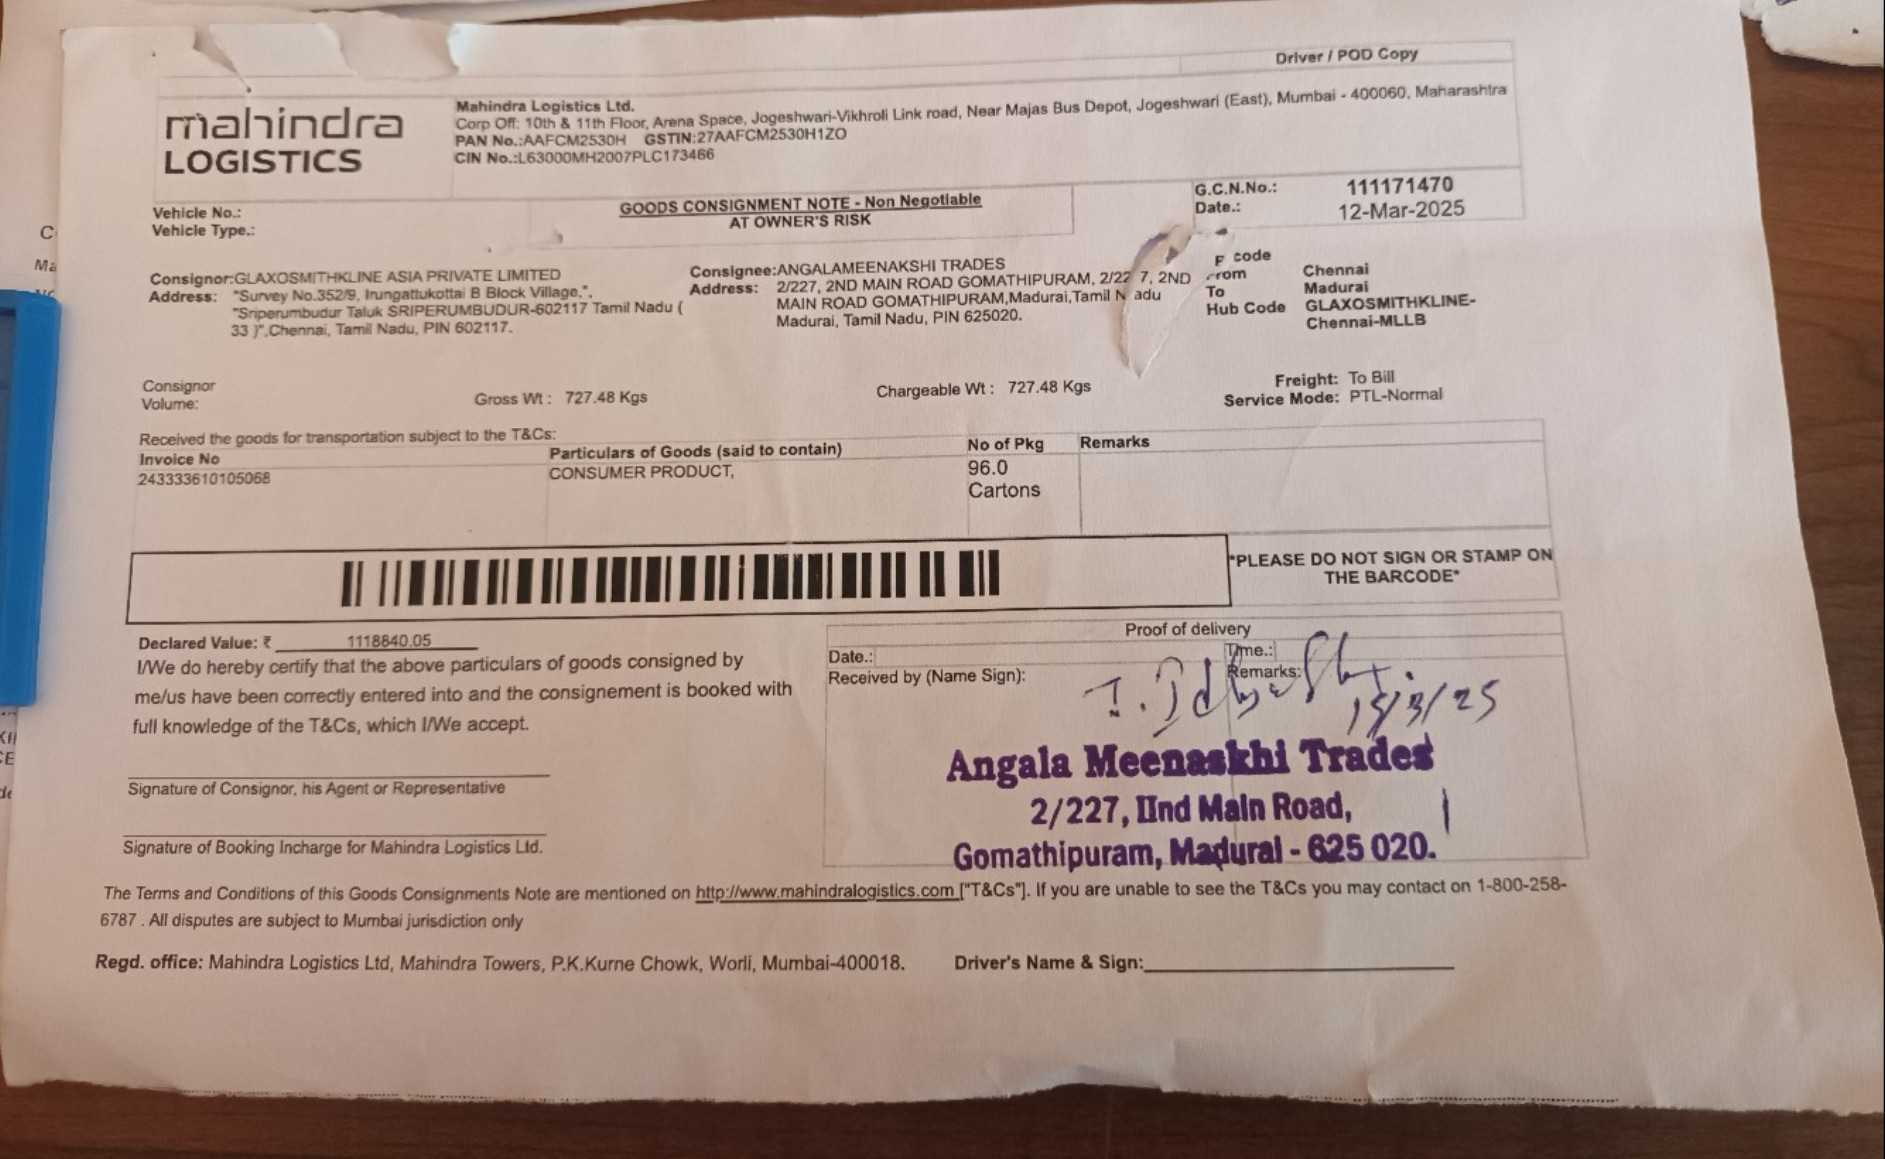 Driver / POD Copy
mahindra
LOGISTICS
Mahindra Logistics Ltd.
Corp Off: 10th & 11th Floor, Arena Space, Jogeshwari-Vikhroli Link road, Near Majas Bus Depot, Jogeshwari (East), Mumbai - 400060, Maharashtra
PAN No.:AAFCM2530H GSTIN:27AAFCM2530H1ZO
CIN No.:L63000MH2007PLC173466
Vehicle No.:
Vehicle Type.:
GOODS CONSIGNMENT NOTE - Non Negotiable
AT OWNER'S RISK
G.C.N.No.: 111171470
Date.: 12-Mar-2025
Consignor:GLAXOSMITHKLINE ASIA PRIVATE LIMITED
Address: "Survey No.352/9, Irungattukottai B Block Village,",
"Sriperumbudur Taluk SRIPERUMBUDUR-602117 Tamil Nadu (
33 )",Chennai, Tamil Nadu, PIN 602117.
Consignee:ANGALAMEENAKSHI TRADES
Address: 2/227, 2ND MAIN ROAD GOMATHIPURAM, 2/22 7, 2ND
MAIN ROAD GOMATHIPURAM,Madurai,Tamil N adu
Madurai, Tamil Nadu, PIN 625020.
code
From Chennai
To Madurai
Hub Code GLAXOSMITHKLINE-
Chennai-MLLB
Consignor
Volume:
Gross Wt : 727.48 Kgs
Chargeable Wt : 727.48 Kgs
Freight: To Bill
Service Mode: PTL-Normal
Received the goods for transportation subject to the T&Cs:
Invoice No Particulars of Goods (said to contain) No of Pkg Remarks
243333610105068 CONSUMER PRODUCT, 96.0
Cartons
*PLEASE DO NOT SIGN OR STAMP ON
THE BARCODE*
Declared Value: ₹ 1118840.05
I/We do hereby certify that the above particulars of goods consigned by
me/us have been correctly entered into and the consignement is booked with
full knowledge of the T&Cs, which I/We accept.
Signature of Consignor, his Agent or Representative
Signature of Booking Incharge for Mahindra Logistics Ltd.
Proof of delivery
Date.: Time.:
Received by (Name Sign): Remarks:
15/3/25
Angala Meenaskhi Trades
2/227, IInd Main Road,
Gomathipuram, Madurai - 625 020.
The Terms and Conditions of this Goods Consignments Note are mentioned on http://www.mahindralogistics.com ["T&Cs"]. If you are unable to see the T&Cs you may contact on 1-800-258-
6787 . All disputes are subject to Mumbai jurisdiction only
Regd. office: Mahindra Logistics Ltd, Mahindra Towers, P.K.Kurne Chowk, Worli, Mumbai-400018.
Driver's Name & Sign: